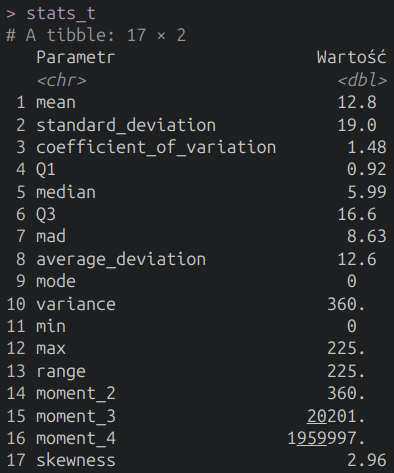 > stats_t
# A tibble: 17 × 2
Parametr Wartość
<chr> <dbl>
1 mean 12.8
2 standard_deviation 19.0
3 coefficient_of_variation 1.48
4 Q1 0.92
5 median 5.99
6 Q3 16.6
7 mad 8.63
8 average_deviation 12.6
9 mode 0
10 variance 360.
11 min 0
12 max 225.
13 range 225.
14 moment_2 360.
15 moment_3 20201.
16 moment_4 1959997.
17 skewness 2.96